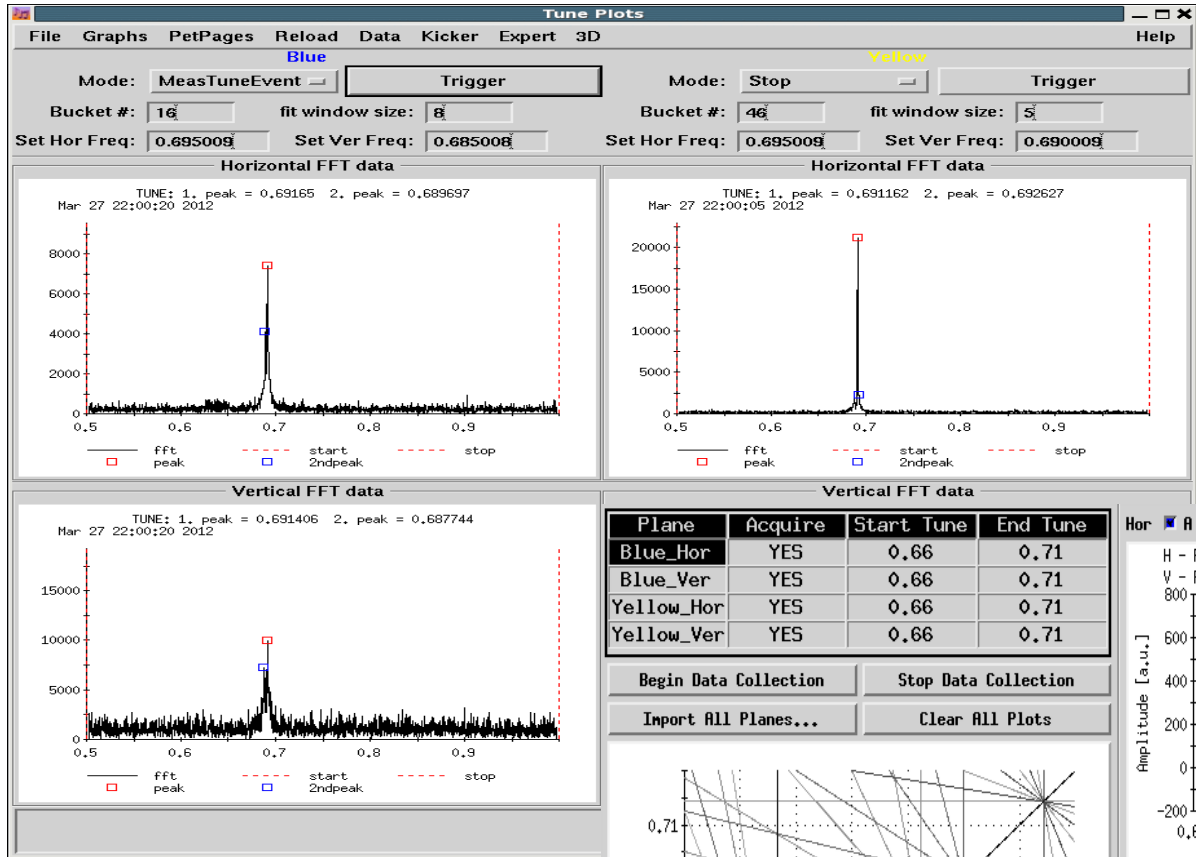 Tune Plots
File Graphs PetPages Reload Data Kicker Expert 3D Help
Blue Yellow
Mode: MeasTuneEvent Trigger Mode: Stop Trigger
Bucket #: 16 fit window size: 8 Bucket #: 46 fit window size: 5
Set Hor Freq: 0.695009 Set Ver Freq: 0.685008 Set Hor Freq: 0.695009 Set Ver Freq: 0.690009
Horizontal FFT data
TUNE: 1. peak = 0.69165 2. peak = 0.689697
Mar 27 22:00:20 2012
8000
6000
4000
2000
0
0.5 0.6 0.7 0.8 0.9
fft start stop
peak 2ndpeak
Horizontal FFT data
TUNE: 1. peak = 0.691162 2. peak = 0.692627
Mar 27 22:00:05 2012
20000
15000
10000
5000
0
0.5 0.6 0.7 0.8 0.9
fft start stop
peak 2ndpeak
Vertical FFT data
TUNE: 1. peak = 0.691406 2. peak = 0.687744
Mar 27 22:00:20 2012
15000
10000
5000
0
0.5 0.6 0.7 0.8 0.9
fft start stop
peak 2ndpeak
Vertical FFT data
Plane Acquire Start Tune End Tune
Blue_Hor YES 0.66 0.71
Blue_Ver YES 0.66 0.71
Yellow_Hor YES 0.66 0.71
Yellow_Ver YES 0.66 0.71
Begin Data Collection Stop Data Collection
Import All Planes... Clear All Plots
0.71
Hor A
H -
V -
800
600
400
200
0
-200
Amplitude [a.u.]